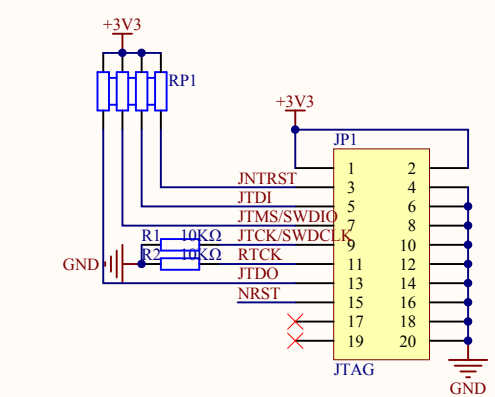 +3V3
RP1
+3V3
JP1
1 2
JNTRST 3 4
JTDI 5 6
JTMS/SWDIO 7 8
R1 10KΩ JTCK/SWDCLK 9 10
GND R2 10KΩ RTCK 11 12
JTDO 13 14
NRST 15 16
17 18
19 20
JTAG
GND